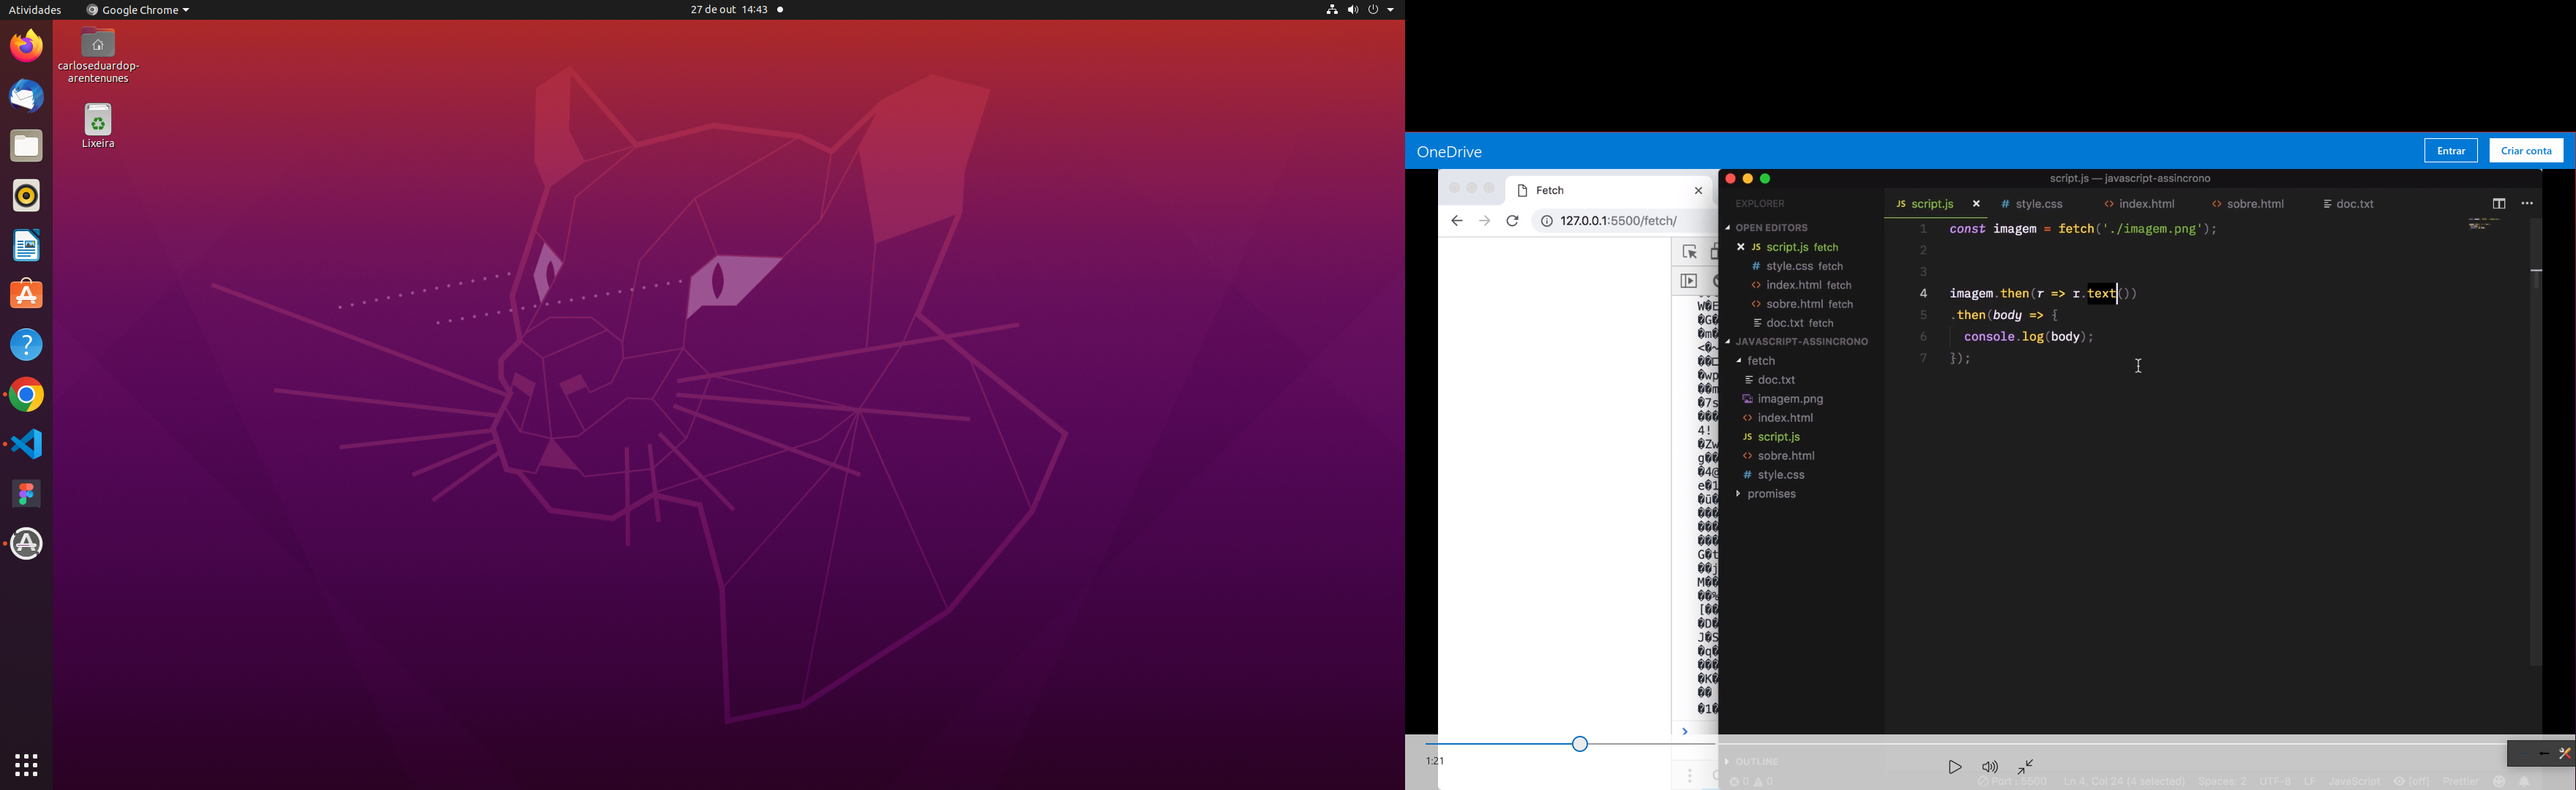 Atividades
Google Chrome
27 de out 14:43
carloseduardop-
arentenunes
Lixeira
OneDrive
Entrar
Criar conta
Fetch
127.0.0.1:5500/fetch/
script.js — javascript-assincrono
EXPLORER
OPEN EDITORS
JS script.js fetch
# style.css fetch
<> index.html fetch
<> sobre.html fetch
doc.txt fetch
JAVASCRIPT-ASSINCRONO
fetch
doc.txt
imagem.png
<> index.html
JS script.js
<> sobre.html
# style.css
promises
OUTLINE
JS script.js
# style.css
<> index.html
<> sobre.html
doc.txt
1 const imagem = fetch('./imagem.png');
2
3
4 imagem.then(r => r.text())
5 .then(body => {
6 console.log(body);
7 });
1:21
0 0
Port : 5500
Ln 4, Col 24 (4 selected)
Spaces: 2
UTF-8
LF
JavaScript
(off)
Prettier